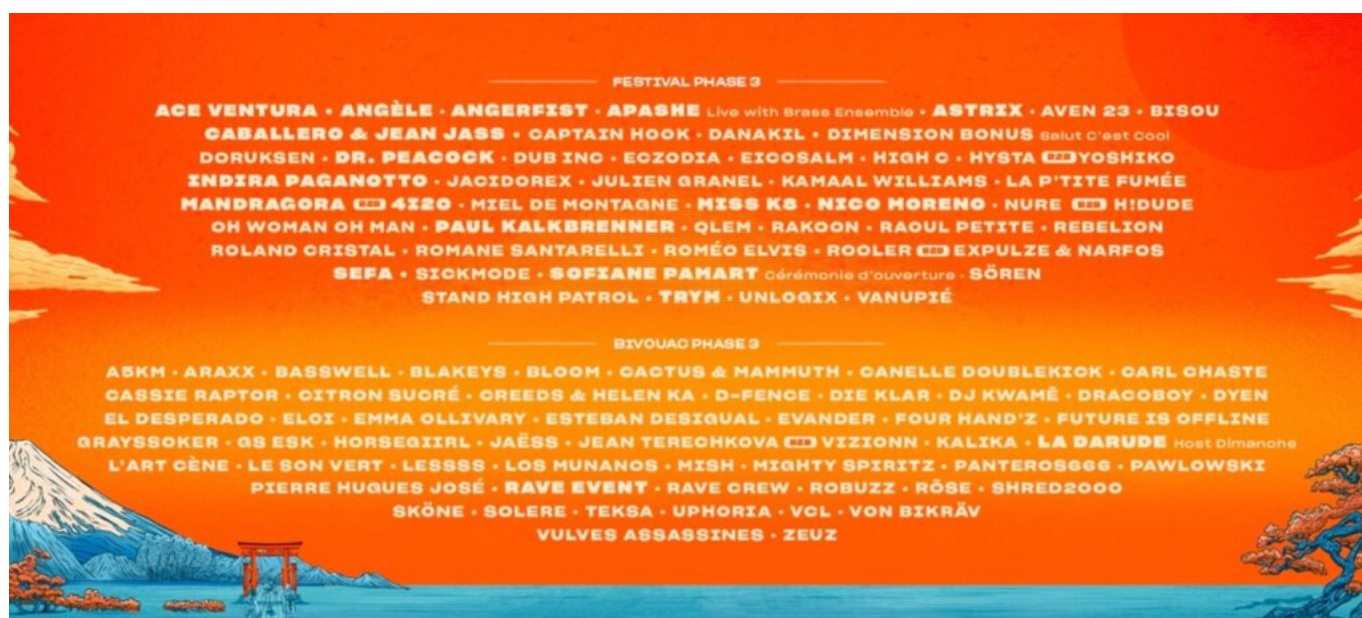 FESTIVAL PHASE 3
ACE VENTURA • ANGÈLE • ANGERFIST • APASHE Live with Brass Ensemble • ASTRIX • AVEN 23 • BISOU
CABALLERO & JEAN JASS • CAPTAIN HOOK • DANAKIL • DIMENSION BONUS Salut C'est Cool
DORUKSEN • DR. PEACOCK • DUB INC • ECZODIA • EICOSALM • HIGH C • HYSTA B2B YOSHIKO
INDIRA PAGANOTTO • JACIDOREX • JULIEN GRANEL • KAMAAL WILLIAMS • LA P'TITE FUMÉE
MANDRAGORA B2B 4I20 • MIEL DE MONTAGNE • MISS K8 • NICO MORENO • NURE B2B H!DUDE
OH WOMAN OH MAN • PAUL KALKBRENNER • QLEM • RAKOON • RAOUL PETITE • REBELION
ROLAND CRISTAL • ROMANE SANTARELLI • ROMÉO ELVIS • ROOLER B2B EXPULZE & NARFOS
SEFA • SICKMODE • SOFIANE PAMART Cérémonie d'ouverture • SÖREN
STAND HIGH PATROL • TRYM • UNLOGIX • VANUPIÉ
BIVOUAC PHASE 3
A5KM • ARAXX • BASSWELL • BLAKEYS • BLOOM • CACTUS & MAMMUTH • CANELLE DOUBLEKICK • CARL CHASTE
CASSIE RAPTOR • CITRON SUCRÉ • CREEDS & HELEN KA • D-FENCE • DIE KLAR • DJ KWAMÉ • DRACOBOY • DYEN
EL DESPERADO • ELOI • EMMA OLLIVARY • ESTEBAN DESIGUAL • EVANDER • FOUR HAND'Z • FUTURE IS OFFLINE
GRAYSSOKER • GS ESK • HORSEGIIRL • JAËSS • JEAN TERECHKOVA B2B VIZIONN • KALIKA • LA DARUDE Host Dimanche
L'ART CÈNE • LE SON VERT • LESSSS • LOS MUNANOS • MISH • MIGHTY SPIRITZ • PANTEROS666 • PAWLOWSKI
PIERRE HUGUES JOSÉ • RAVE EVENT • RAVE CREW • ROBUZZ • RÖSE • SHRED2000
SKÖNE • SOLERE • TEKSA • UPHORIA • VCL • VON BIKRÄV
VULVES ASSASSINES • ZEUZ